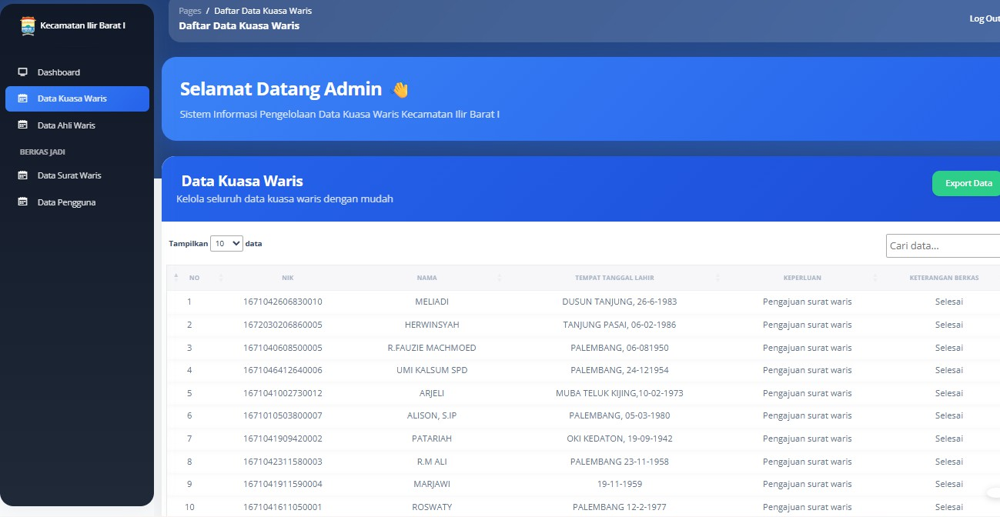 Kecamatan Ilir Barat I
Dashboard
Data Kuasa Waris
Data Ahli Waris
BERKAS JADI
Data Surat Waris
Data Pengguna
Pages / Daftar Data Kuasa Waris
Daftar Data Kuasa Waris
Log Out
Selamat Datang Admin 👋
Sistem Informasi Pengelolaan Data Kuasa Waris Kecamatan Ilir Barat I
Data Kuasa Waris
Kelola seluruh data kuasa waris dengan mudah
Export Data
Tampilkan 10 data
Cari data...
NO NIK NAMA TEMPAT TANGGAL LAHIR KEPERLUAN KETERANGAN BERKAS
1 1671042606830010 MELIADI DUSUN TANJUNG, 26-6-1983 Pengajuan surat waris Selesai
2 1672030206860005 HERWINSYAH TANJUNG PASAI, 06-02-1986 Pengajuan surat waris Selesai
3 1671040608500005 R.FAUZIE MACHMOED PALEMBANG, 06-081950 Pengajuan surat waris Selesai
4 1671046412640006 UMI KALSUM SPD PALEMBANG, 24-121954 Pengajuan surat waris Selesai
5 1671041002730012 ARJELI MUBA TELUK KIJING,10-02-1973 Pengajuan surat waris Selesai
6 1671010503800007 ALISON, S.IP PALEMBANG, 05-03-1980 Pengajuan surat waris Selesai
7 1671041909420002 PATARIAH OKI KEDATON, 19-09-1942 Pengajuan surat waris Selesai
8 1671042311580003 R.M ALI PALEMBANG 23-11-1958 Pengajuan surat waris Selesai
9 1671041911590004 MARJAWI 19-11-1959 Pengajuan surat waris Selesai
10 1671041611050001 ROSWATY PALEMBANG 12-2-1977 Pengajuan surat waris Selesai